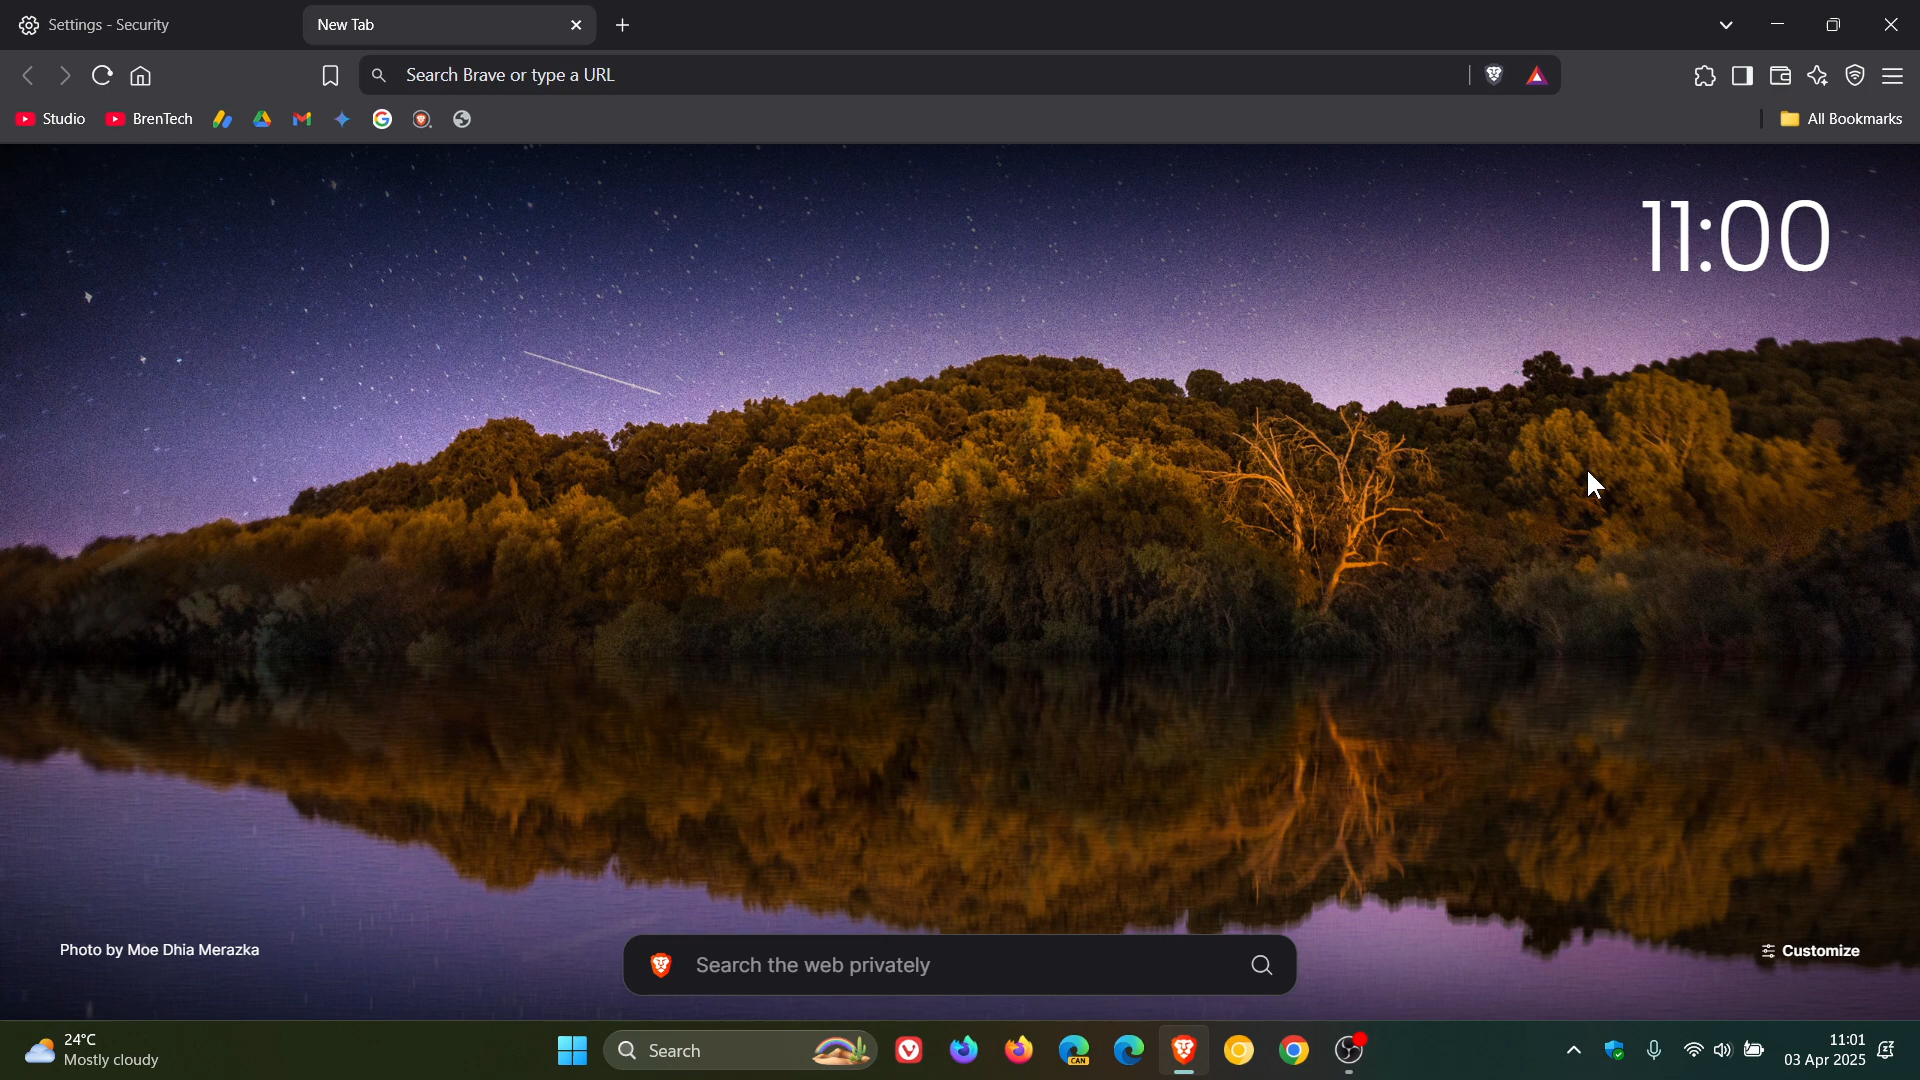 Settings - Security
New Tab
Search Brave or type a URL
Studio
BrenTech
All Bookmarks
11:00
Photo by Moe Dhia Merazka
Search the web privately
Customize
24°C
Mostly cloudy
Search
CAN
11:01
03 Apr 2025